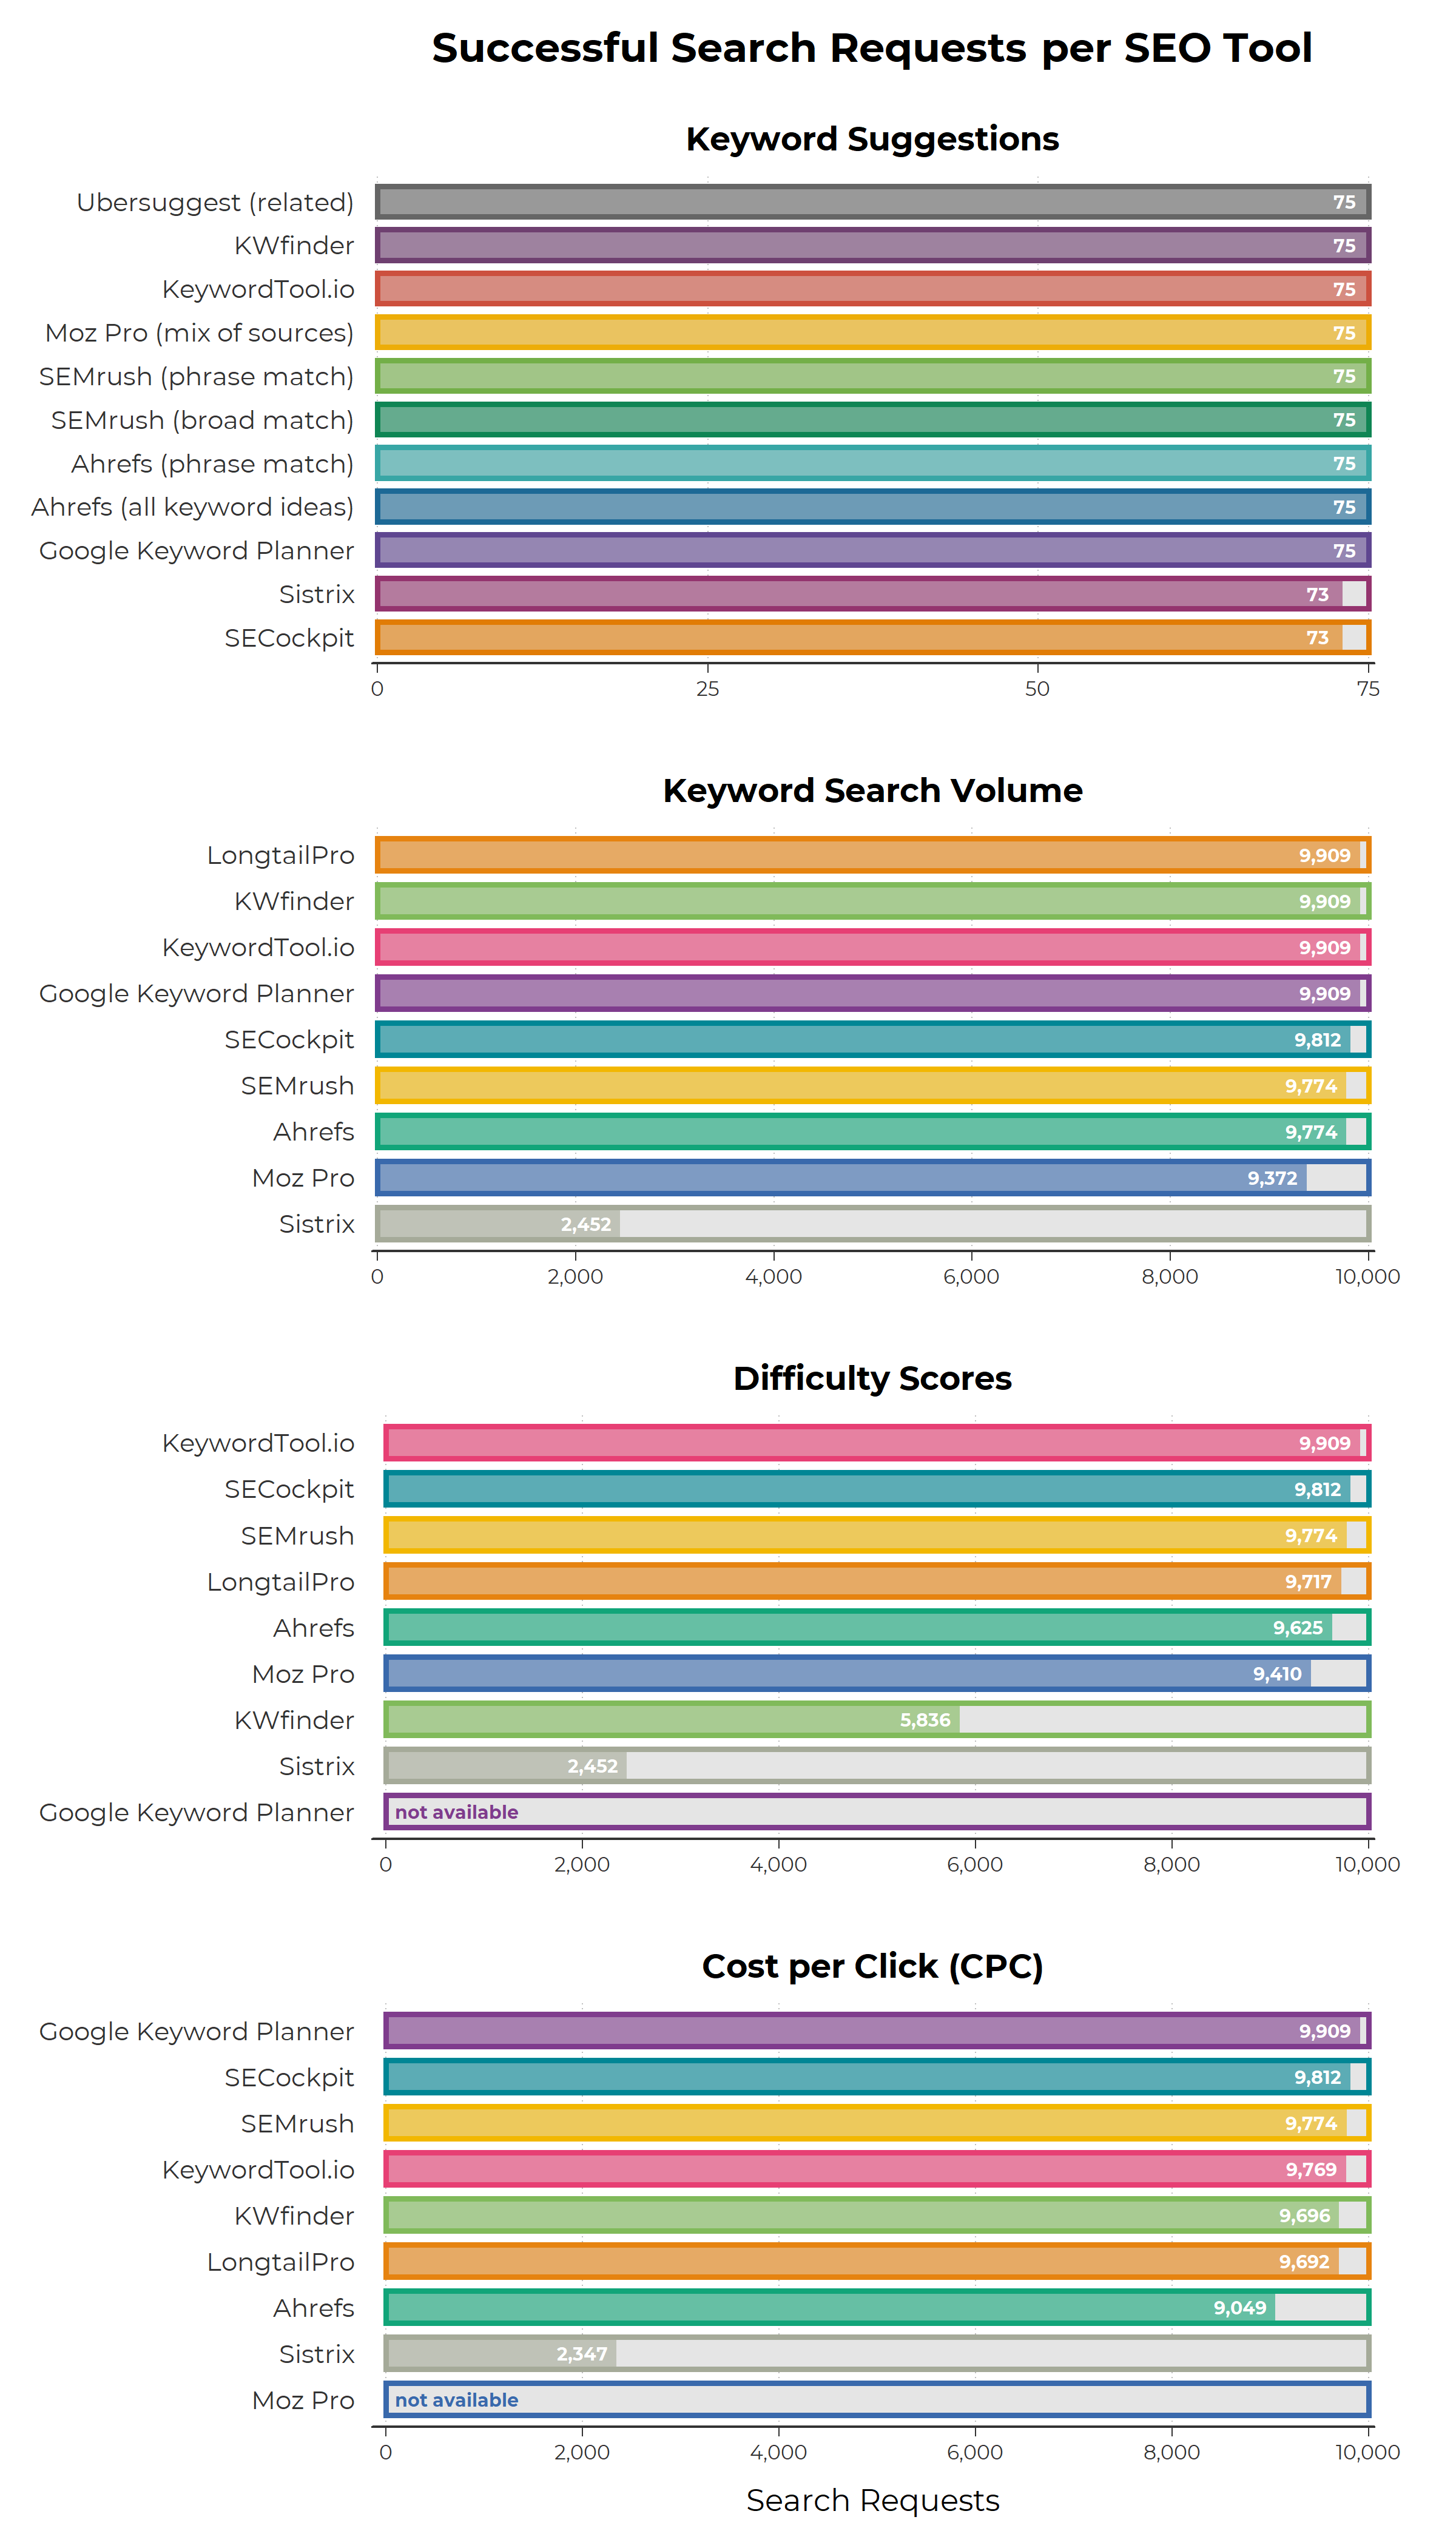 Successful Search Requests per SEO Tool
Keyword Suggestions
Ubersuggest (related) 75
KWfinder 75
KeywordTool.io 75
Moz Pro (mix of sources) 75
SEMrush (phrase match) 75
SEMrush (broad match) 75
Ahrefs (phrase match) 75
Ahrefs (all keyword ideas) 75
Google Keyword Planner 75
Sistrix 73
SECockpit 73
0 25 50 75
Keyword Search Volume
LongtailPro 9,909
KWfinder 9,909
KeywordTool.io 9,909
Google Keyword Planner 9,909
SECockpit 9,812
SEMrush 9,774
Ahrefs 9,774
Moz Pro 9,372
Sistrix 2,452
0 2,000 4,000 6,000 8,000 10,000
Difficulty Scores
KeywordTool.io 9,909
SECockpit 9,812
SEMrush 9,774
LongtailPro 9,717
Ahrefs 9,625
Moz Pro 9,410
KWfinder 5,836
Sistrix 2,452
Google Keyword Planner not available
0 2,000 4,000 6,000 8,000 10,000
Cost per Click (CPC)
Google Keyword Planner 9,909
SECockpit 9,812
SEMrush 9,774
KeywordTool.io 9,769
KWfinder 9,696
LongtailPro 9,692
Ahrefs 9,049
Sistrix 2,347
Moz Pro not available
0 2,000 4,000 6,000 8,000 10,000
Search Requests